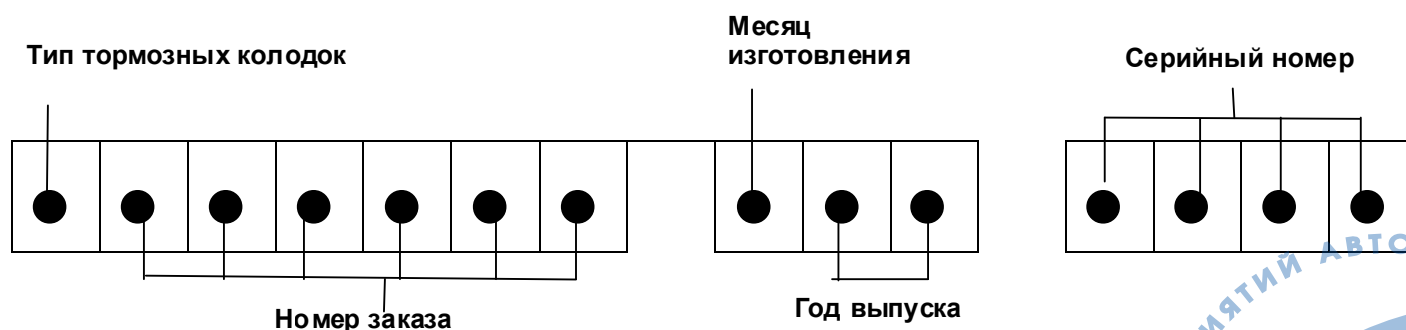 Месяц
изготовления
Тип тормозных колодок
Серийный номер
Номер заказа
Год выпуска